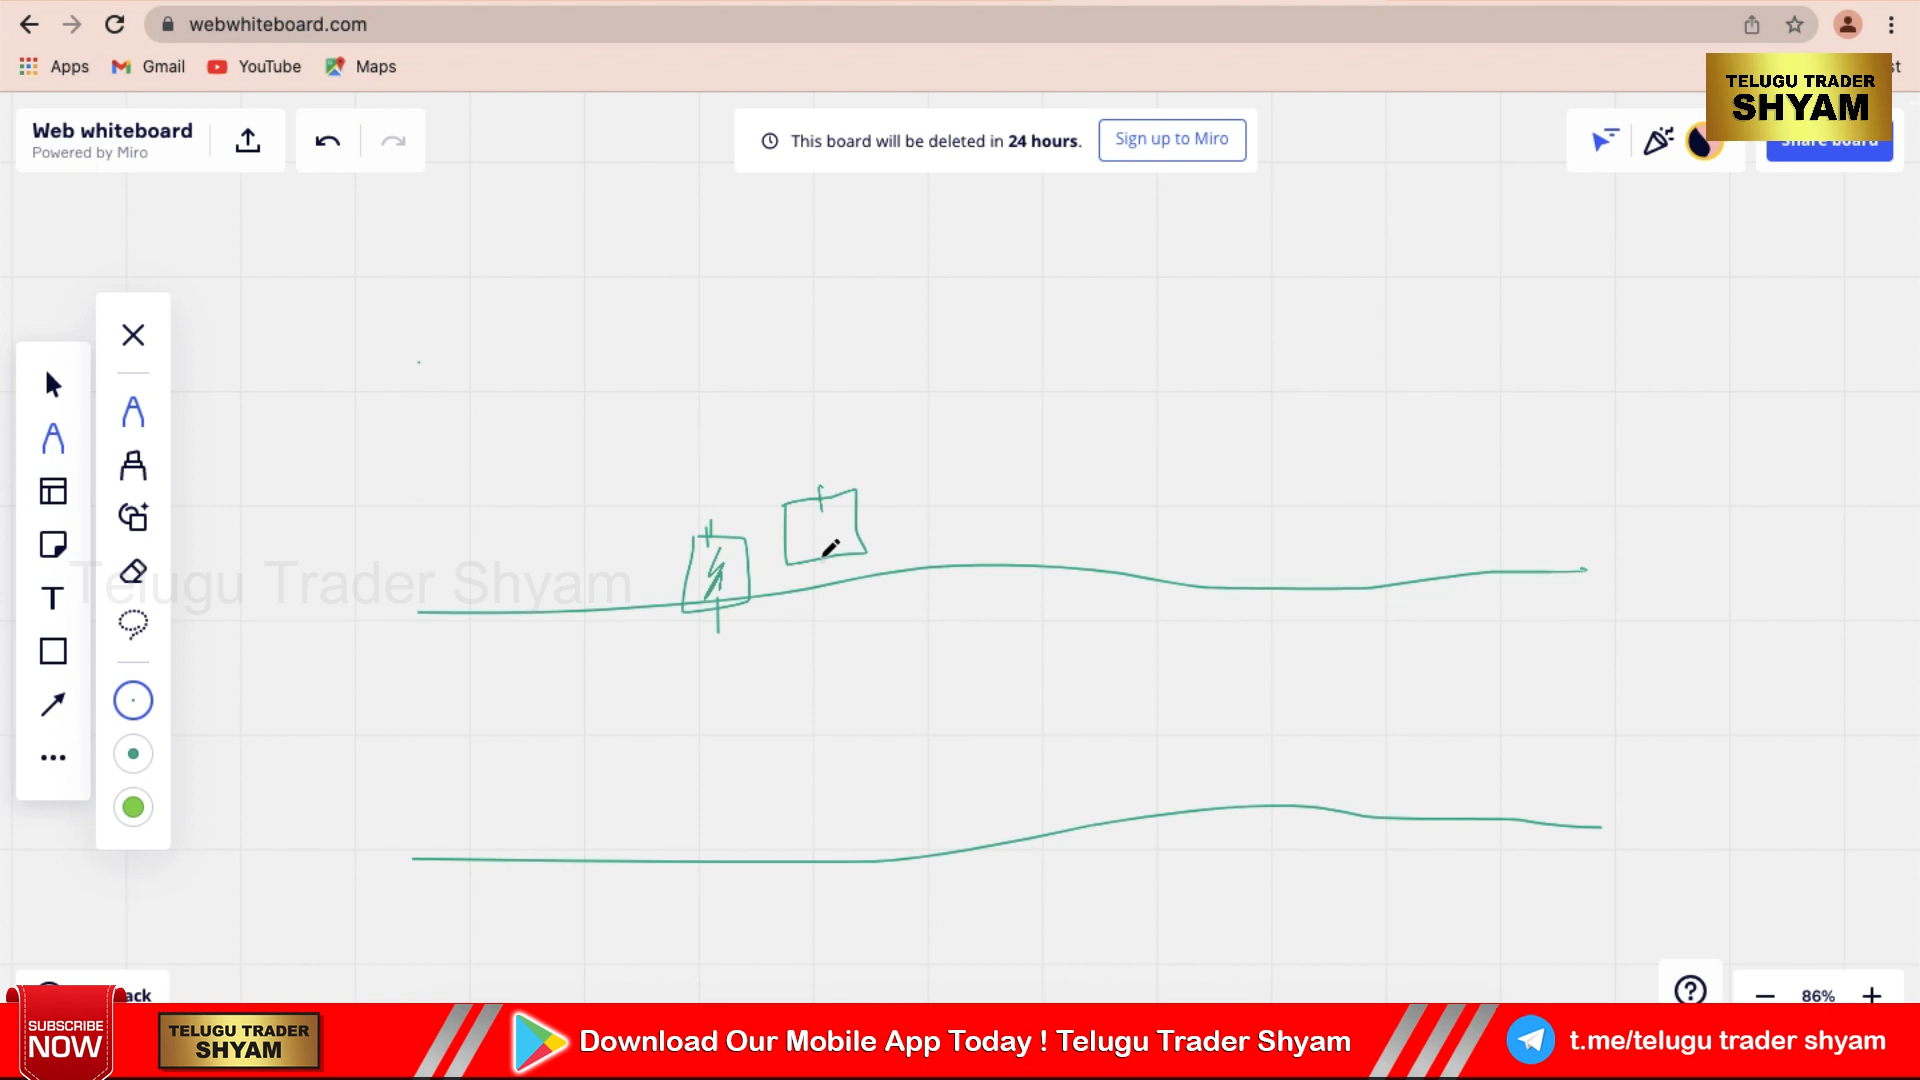 webwhiteboard.com
Apps
Gmail
YouTube
Maps
TELUGU TRADER
SHYAM
Web whiteboard
Powered by Miro
This board will be deleted in 24 hours.
Sign up to Miro
Share board
Telugu Trader Shyam
T
86%
SUBSCRIBE
NOW
TELUGU TRADER
SHYAM
Download Our Mobile App Today ! Telugu Trader Shyam
t.me/telugu trader shyam